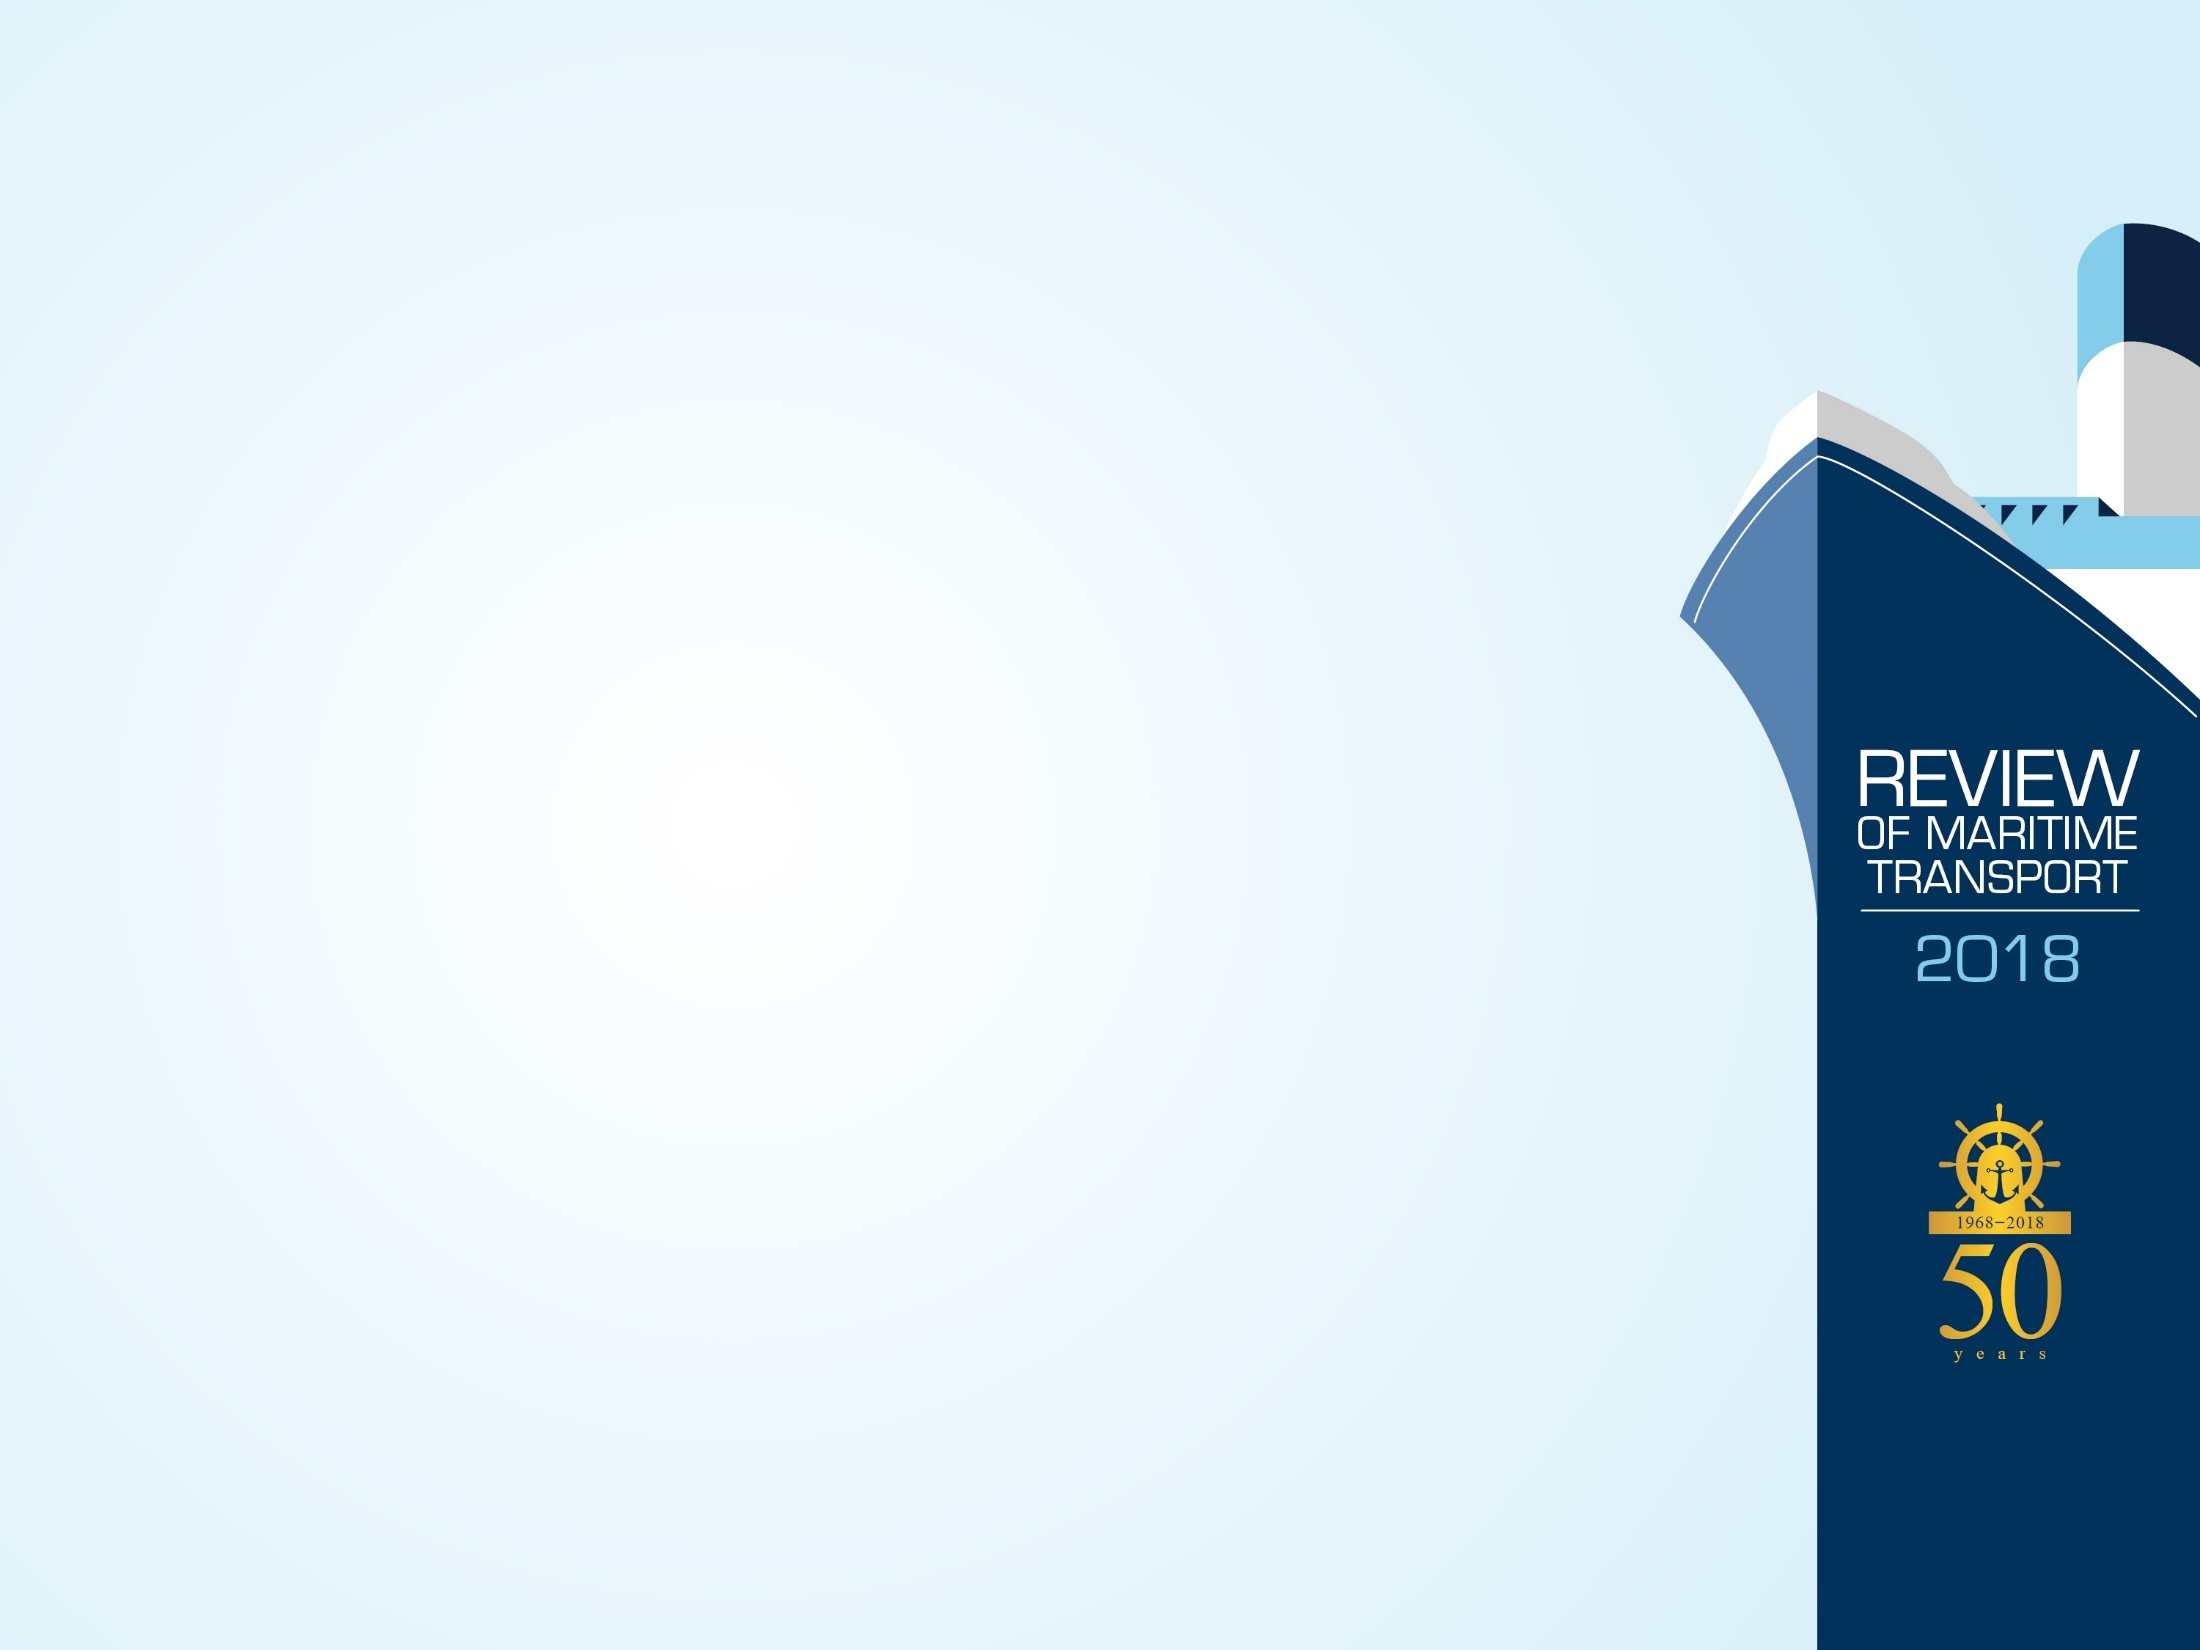 REVIEW
OF MARITIME
TRANSPORT
2018
1968–2018
50
years